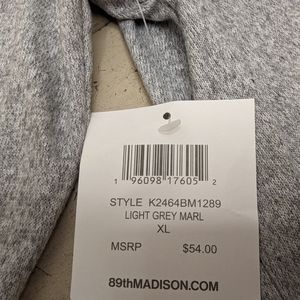 1 96098 17605 2
STYLE K2464BM1289
LIGHT GREY MARL
XL
MSRP $54.00
89thMADISON.COM